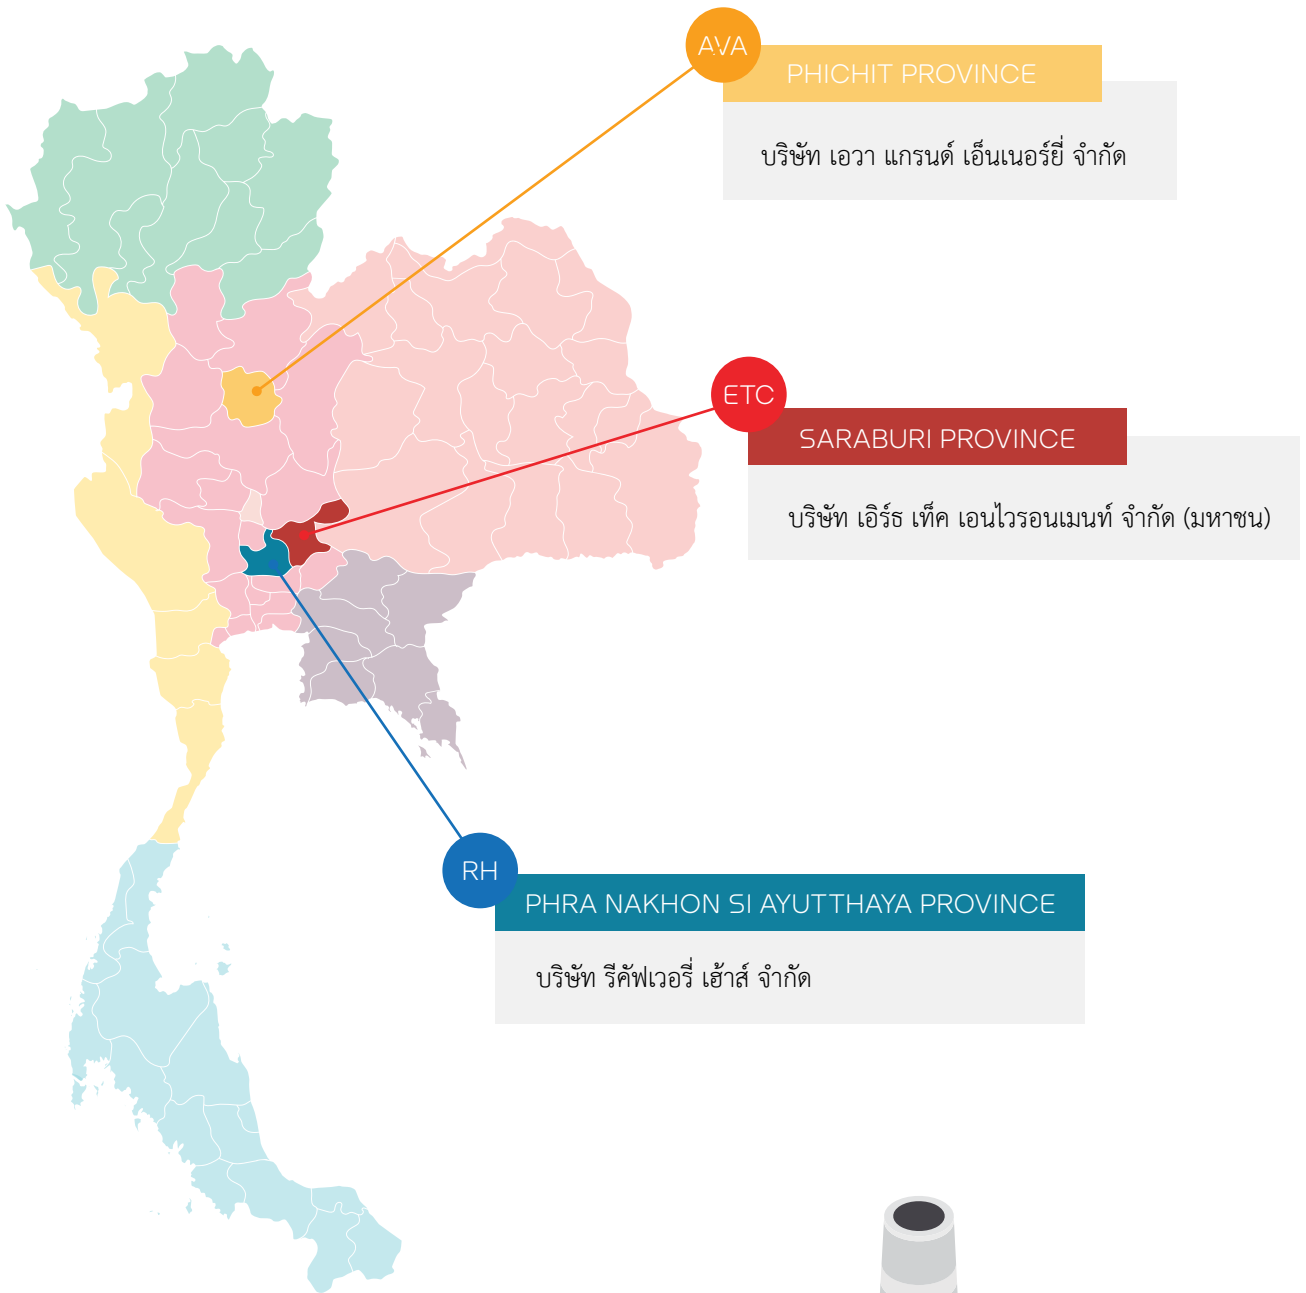 AVA
PHICHIT PROVINCE
บริษัท เอวา แกรนด์ เอ็นเนอร์ยี่ จำกัด
ETC
SARABURI PROVINCE
บริษัท เอิร์ธ เท็ค เอนไวรอนเมนท์ จำกัด (มหาชน)
RH
PHRA NAKHON SI AYUTTHAYA PROVINCE
บริษัท รีคัฟเวอรี่ เฮ้าส์ จำกัด